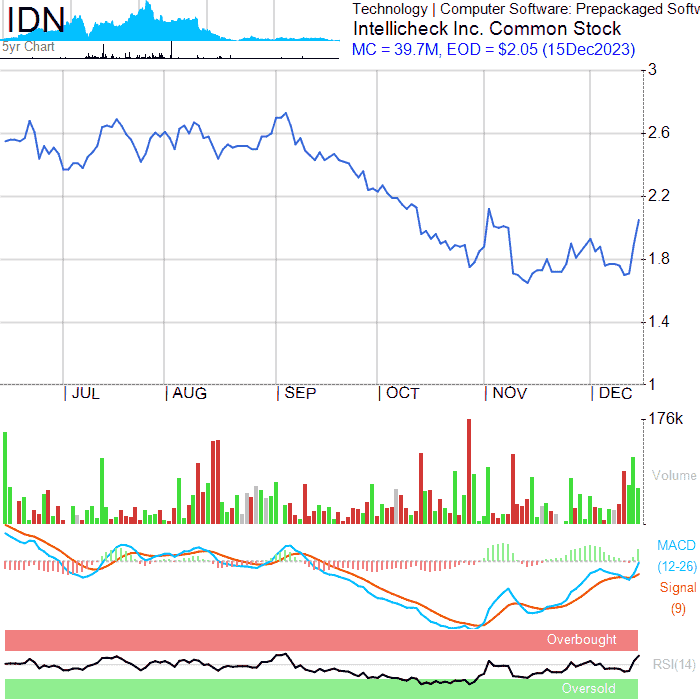 IDN
5yr Chart
Technology | Computer Software: Prepackaged Softw
Intellicheck Inc. Common Stock
MC = 39.7M, EOD = $2.05 (15Dec2023)
3
2.6
2.2
1.8
1.4
1
JUL AUG SEP OCT NOV DEC
176k
Volume
MACD
(12-26)
Signal
(9)
Overbought
RSI(14)
Oversold